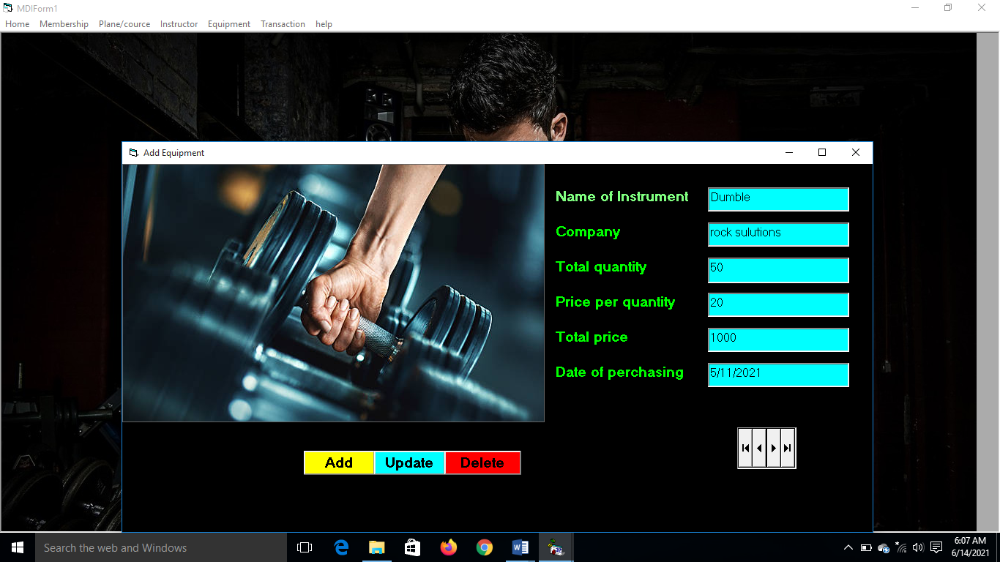 MDIForm1
Home Membership Plane/cource Instructor Equipment Transaction help
Add Equipment
Name of Instrument Dumble
Company rock sulutions
Total quantity 50
Price per quantity 20
Total price 1000
Date of perchasing 5/11/2021
Add Update Delete
Search the web and Windows
6:07 AM
6/14/2021